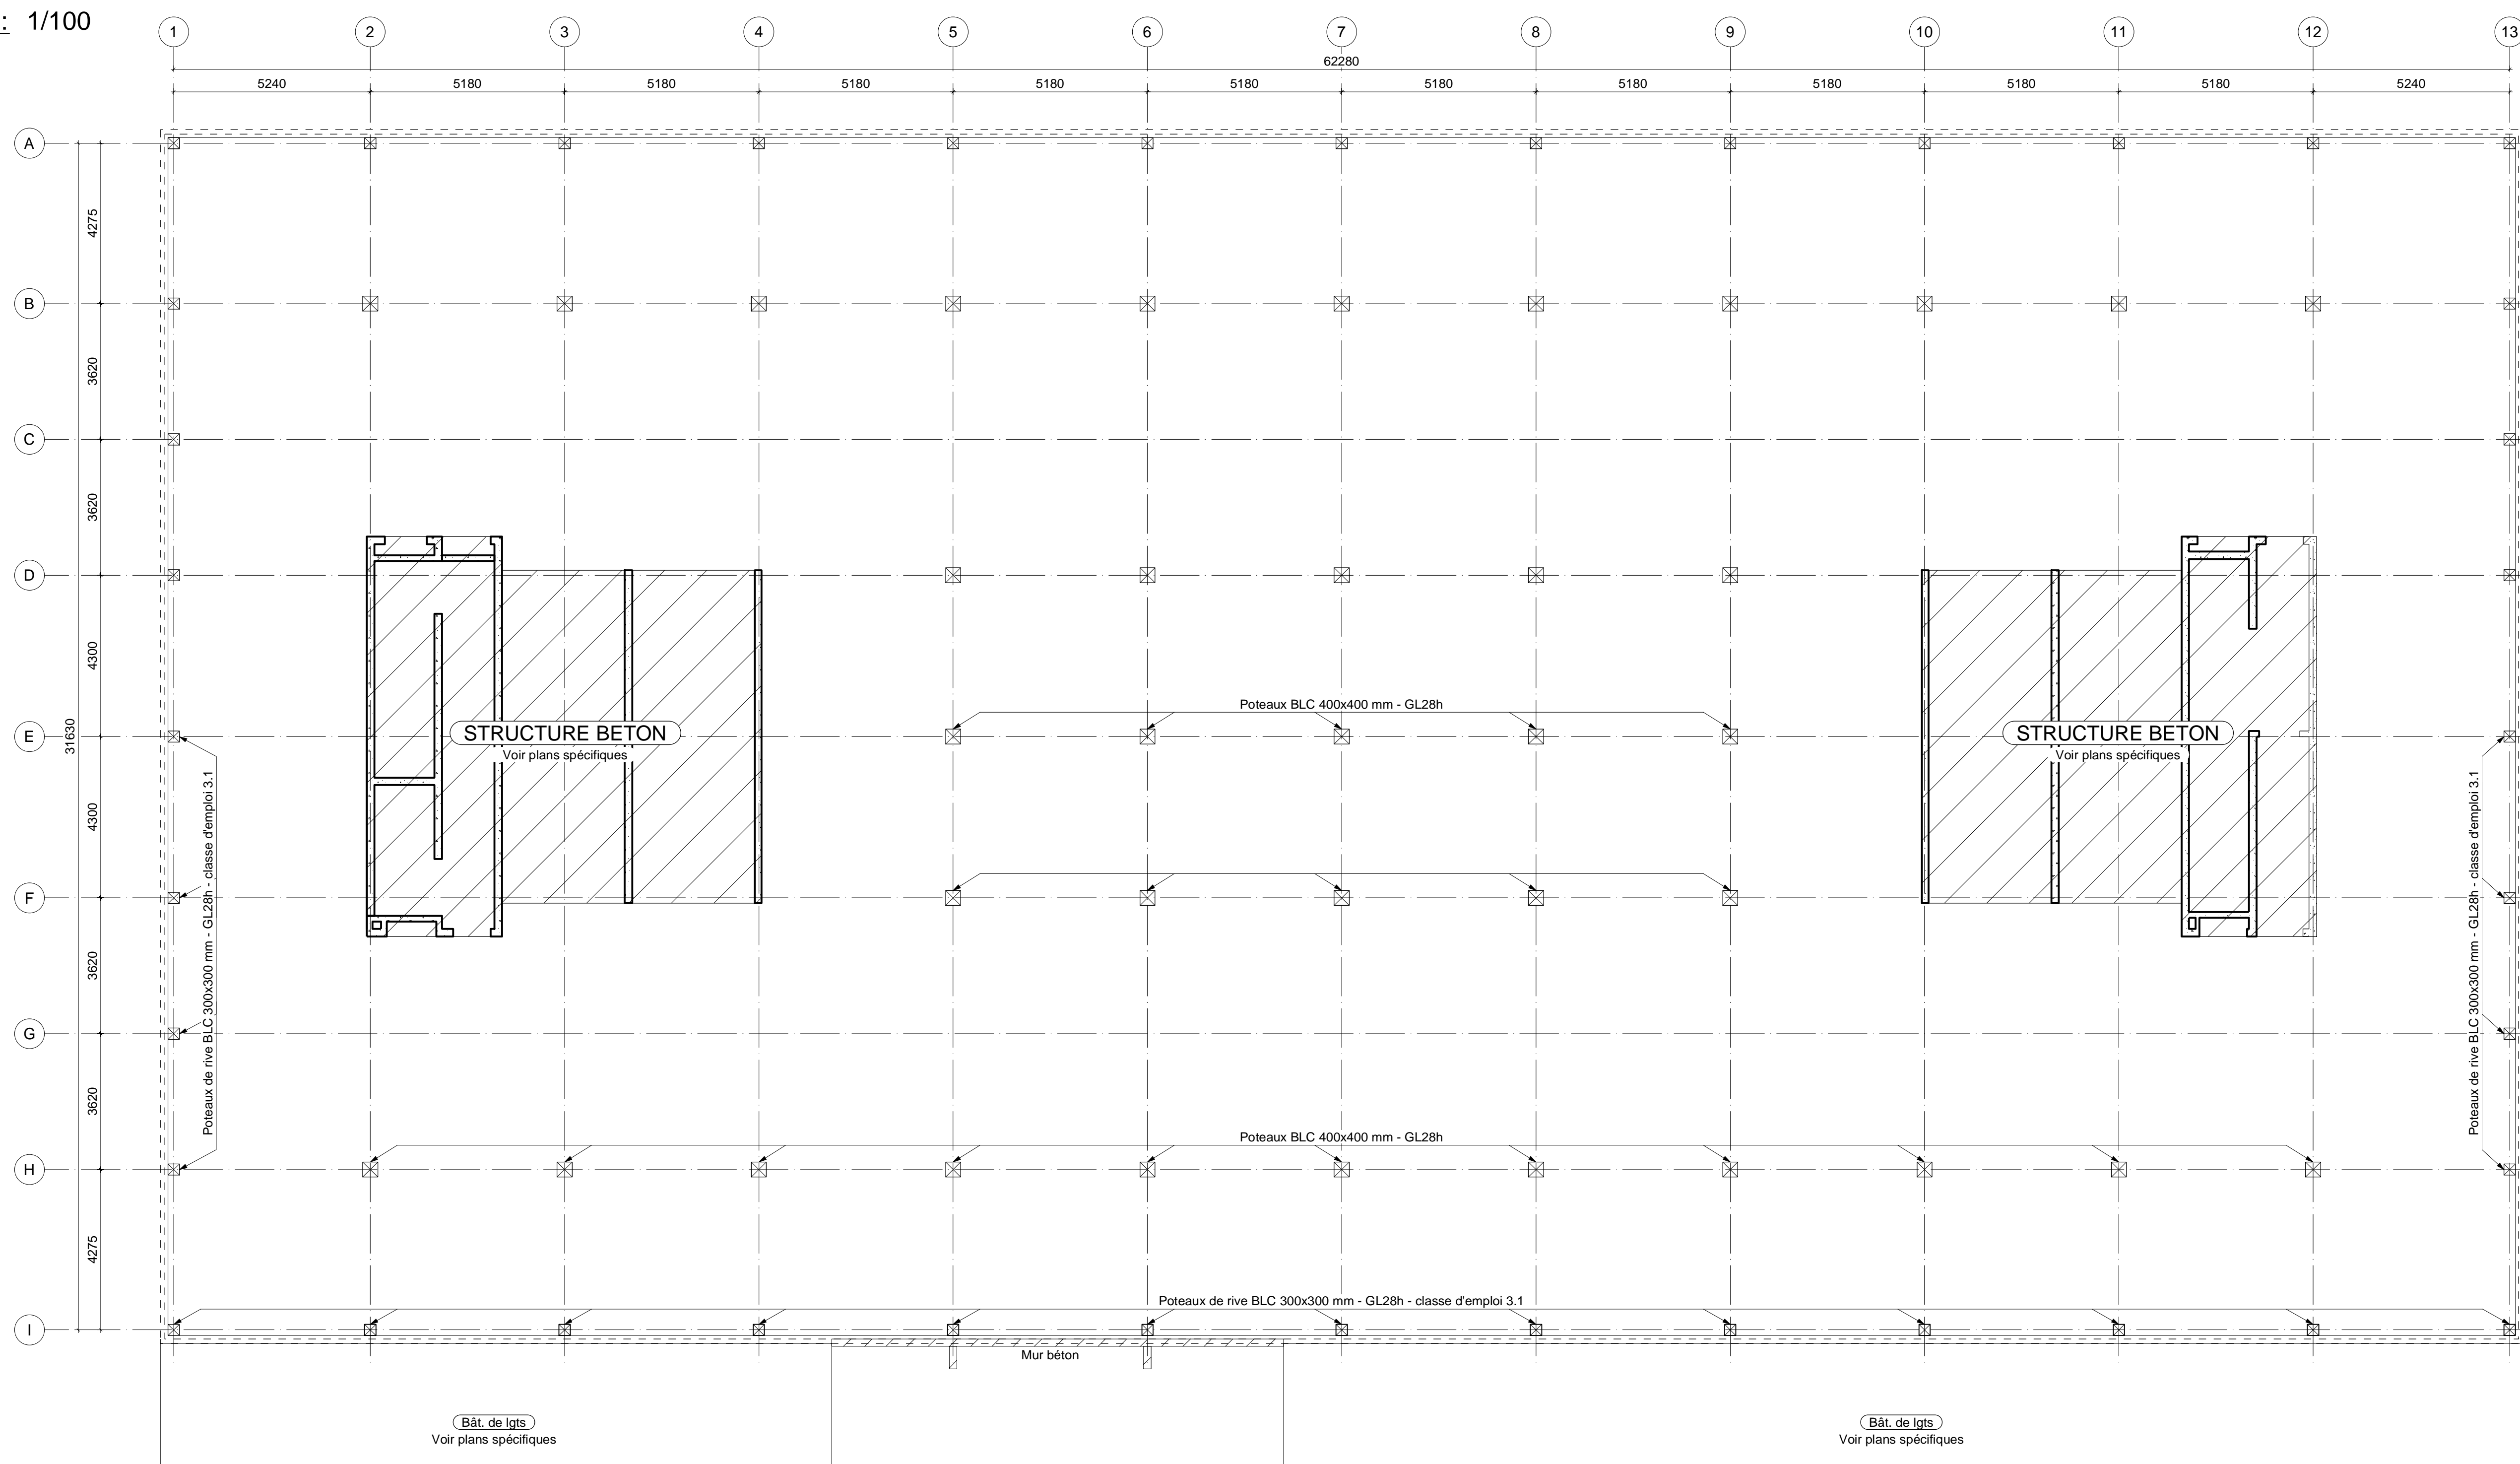 : 1/100
1 2 3 4 5 6 7 8 9 10 11 12 13
62280
5240 5180 5180 5180 5180 5180 5180 5180 5180 5180 5180 5240
A
4275
B
3620
C
3620
D
4300
31630
E
4300
F
3620
G
3620
H
4275
I
Poteaux BLC 400x400 mm - GL28h
STRUCTURE BETON
Voir plans spécifiques
STRUCTURE BETON
Voir plans spécifiques
Poteaux de rive BLC 300x300 mm - GL28h - classe d'emploi 3.1
Poteaux de rive BLC 300x300 mm - GL28h - classe d'emploi 3.1
Poteaux BLC 400x400 mm - GL28h
Poteaux de rive BLC 300x300 mm - GL28h - classe d'emploi 3.1
Mur béton
Bât. de lgts
Voir plans spécifiques
Bât. de lgts
Voir plans spécifiques